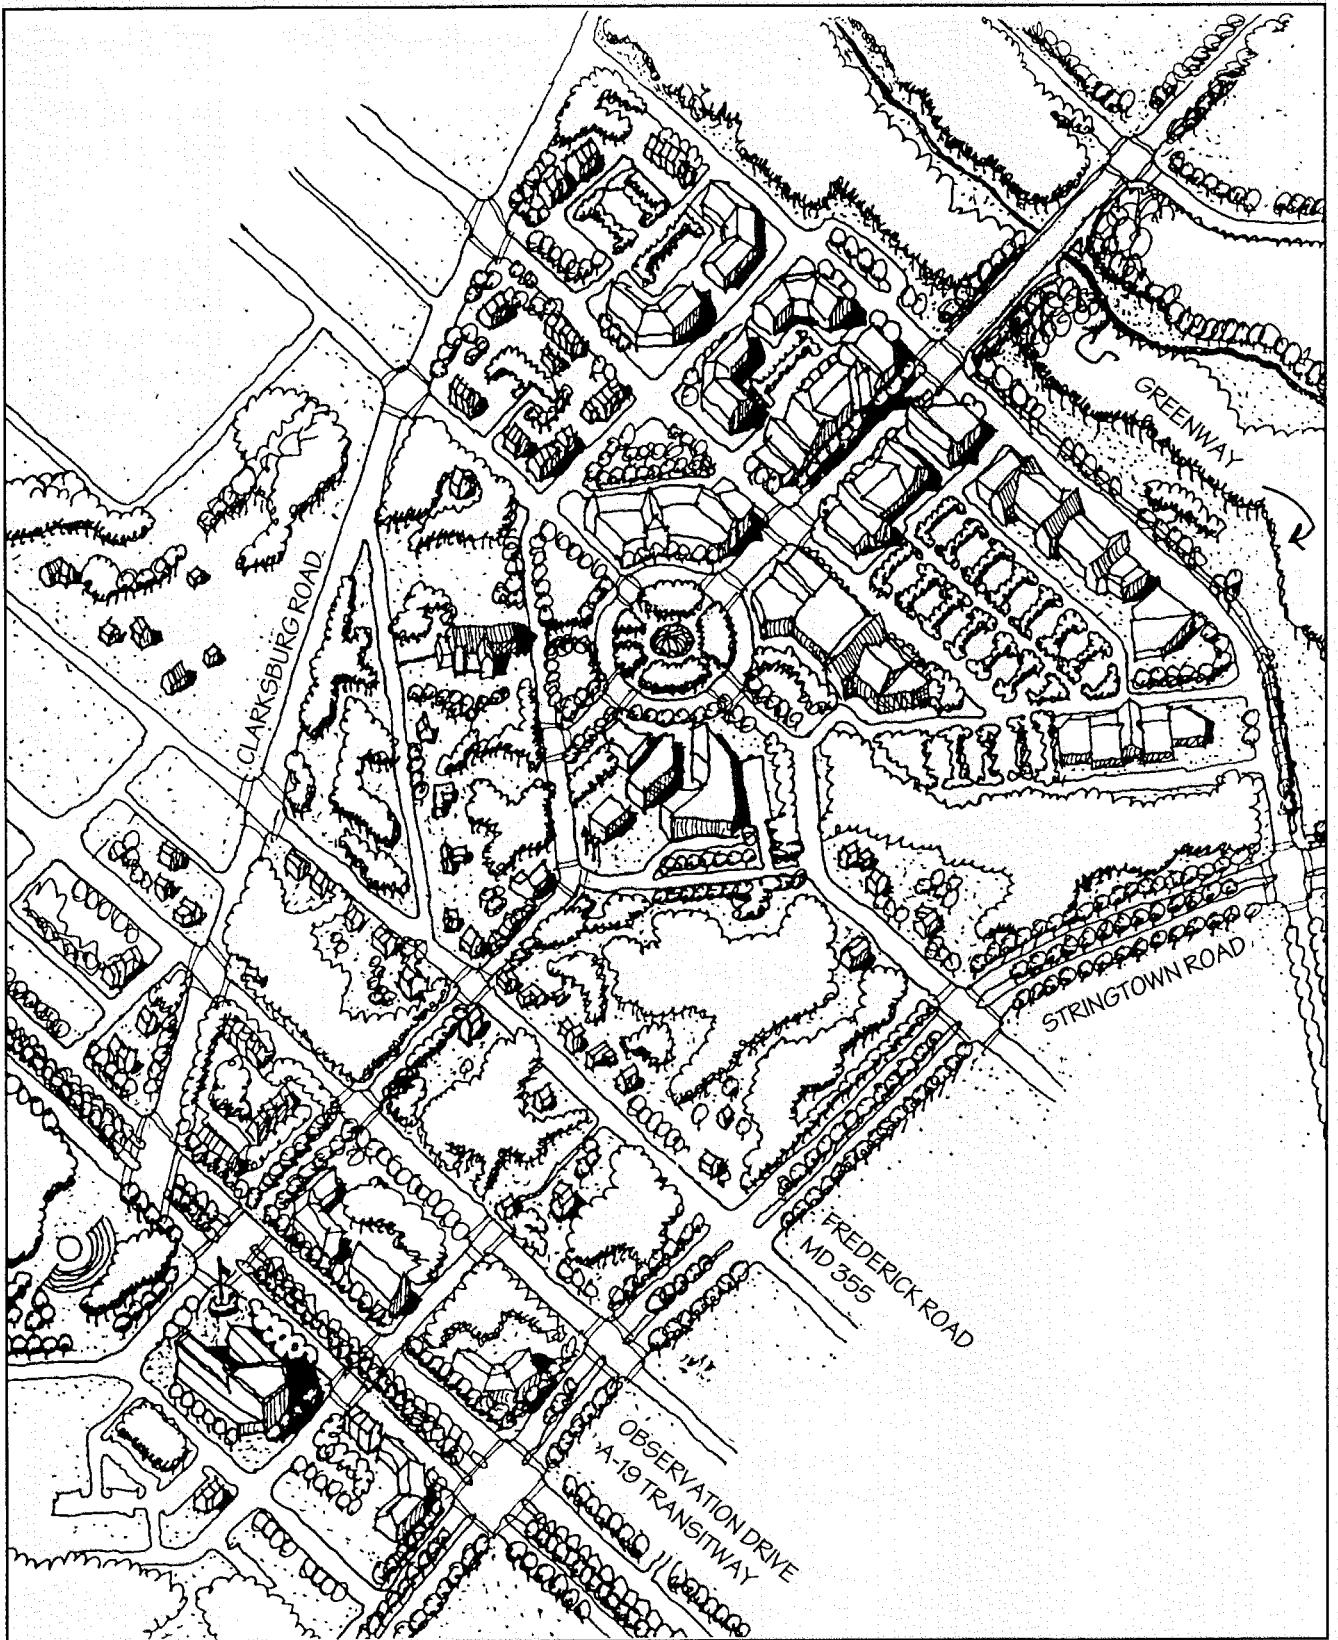 GREENWAY
CLARKSBURG ROAD
STRINGTOWN ROAD
FREDERICK ROAD
MD 355
OBSERVATION DRIVE
A-19 TRANSITWAY